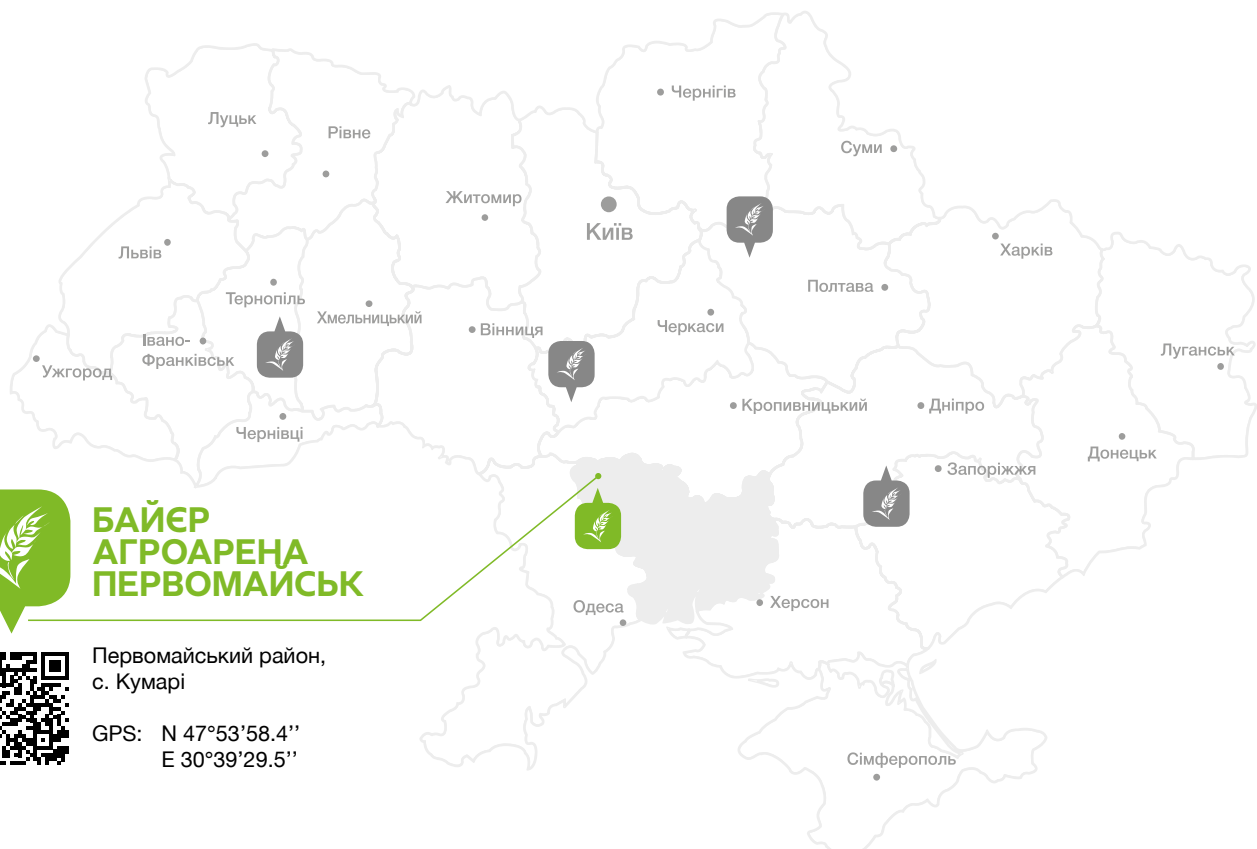 Чернігів
Луцьк
Рівне
Суми
Житомир
Київ
Львів
Харків
Тернопіль
Полтава
Хмельницький
Вінниця
Черкаси
Івано-
Франківськ
Ужгород
Луганськ
Кропивницький
Дніпро
Чернівці
Донецьк
Запоріжжя
БАЙЄР
АГРОАРЕНА
ПЕРВОМАЙСЬК
Одеса
Херсон
Первомайський район,
с. Кумарі
GPS: N 47°53’58.4’’
E 30°39’29.5’’
Сімферополь